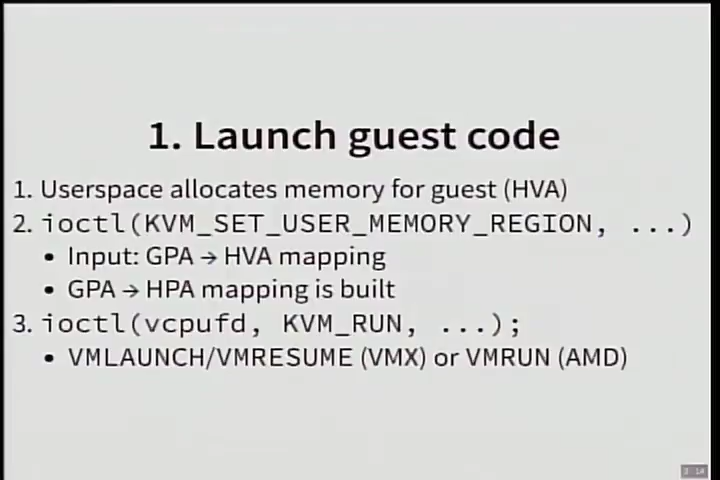 1. Launch guest code
1. Userspace allocates memory for guest (HVA)
2. ioctl(KVM_SET_USER_MEMORY_REGION, ...)
• Input: GPA → HVA mapping
• GPA → HPA mapping is built
3. ioctl(vcpufd, KVM_RUN, ...);
• VMLAUNCH/VMRESUME (VMX) or VMRUN (AMD)